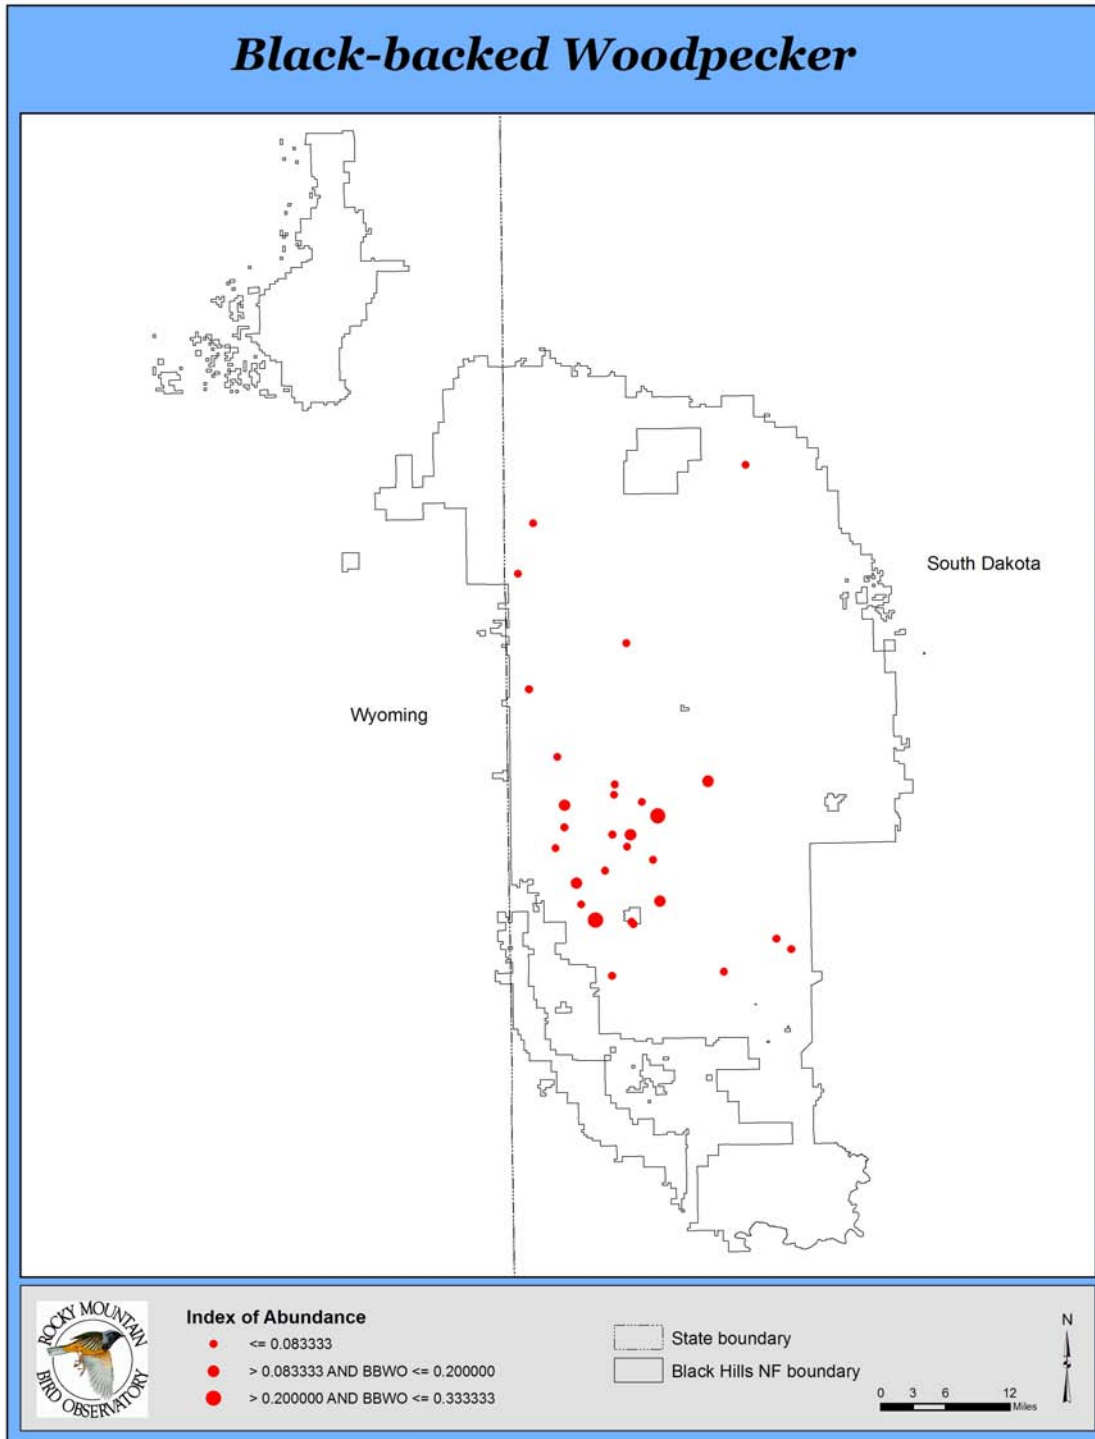 Black-backed Woodpecker
South Dakota
Wyoming
ROCKY MOUNTAIN
BIRD OBSERVATORY
Index of Abundance
<= 0.083333
> 0.083333 AND BBWO <= 0.200000
> 0.200000 AND BBWO <= 0.333333
State boundary
Black Hills NF boundary
N
0 3 6 12
Miles